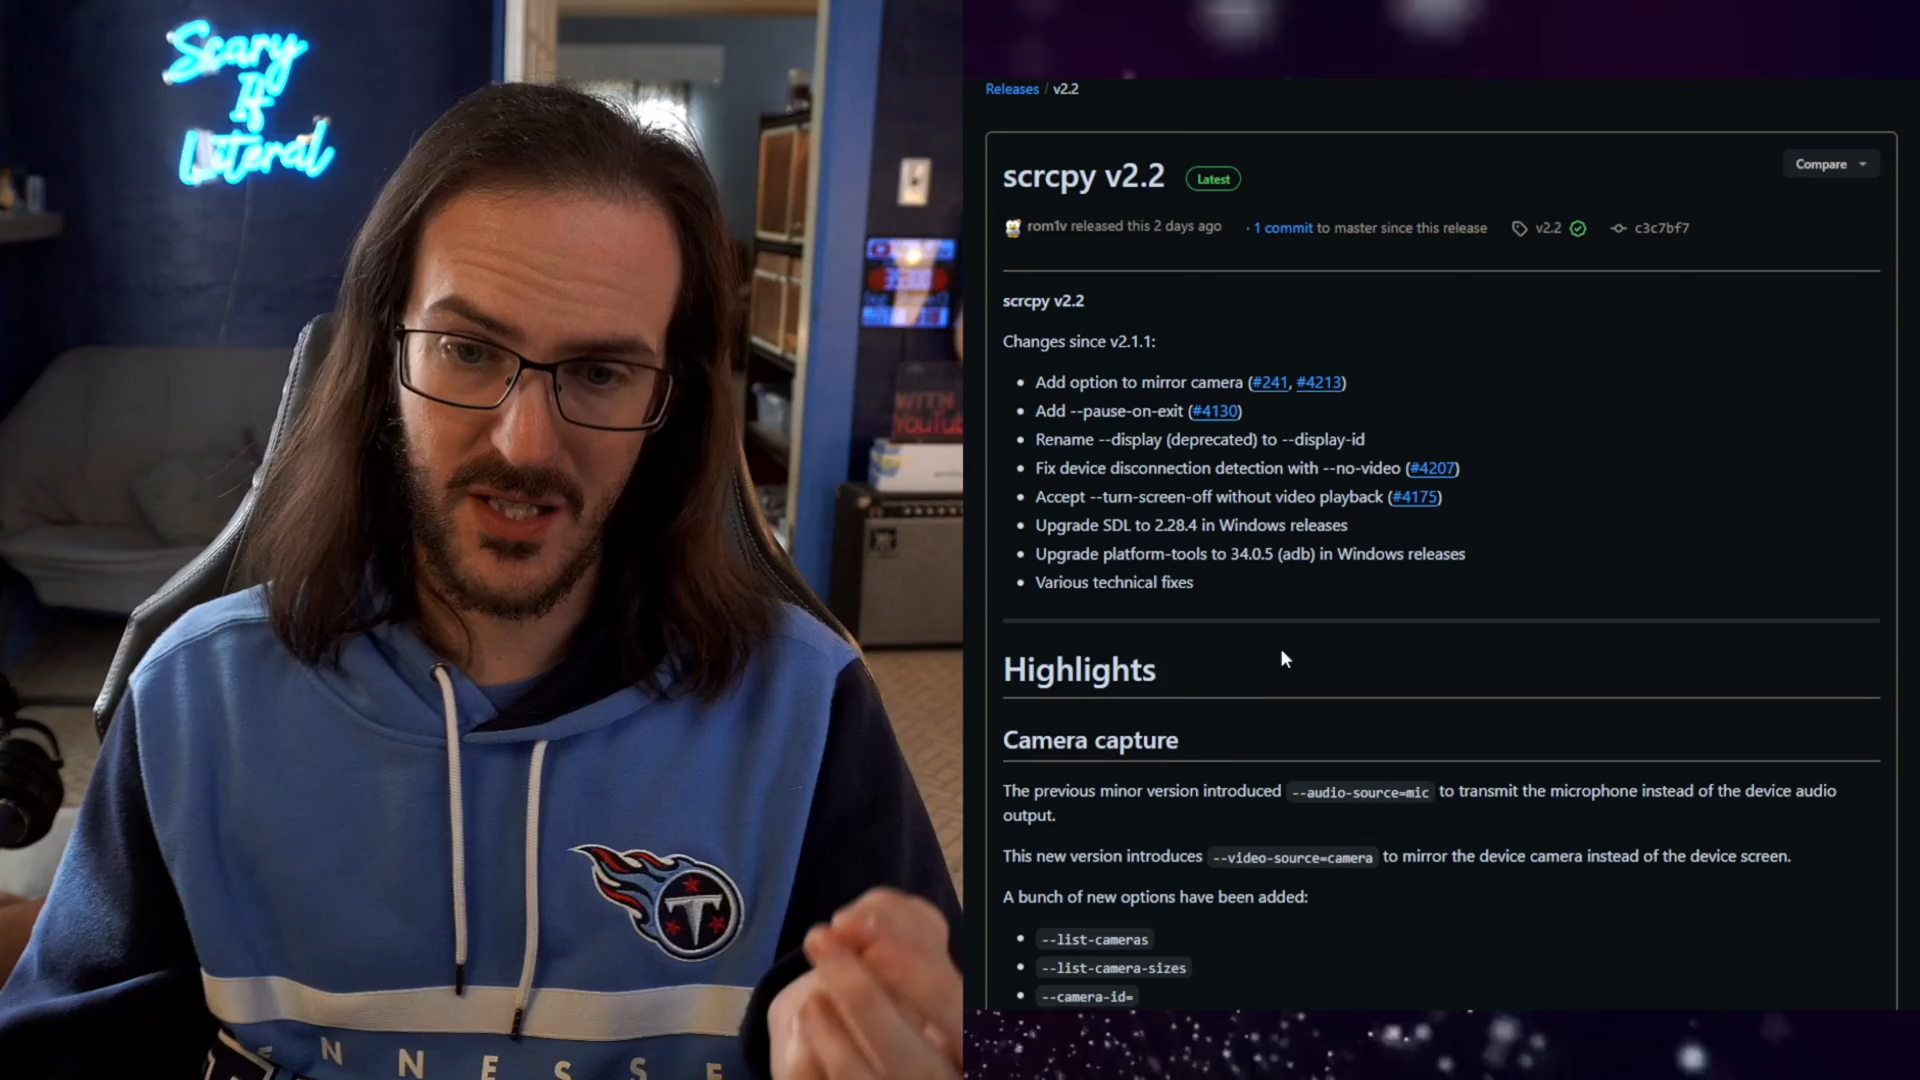 Scary
If
Literal
WITH
YouTube
T
NNESSE
Releases / v2.2
scrcpy v2.2
Latest
Compare
rom1v released this 2 days ago · 1 commit to master since this release v2.2 c3c7bf7
scrcpy v2.2
Changes since v2.1.1:
• Add option to mirror camera (#241, #4213)
• Add --pause-on-exit (#4130)
• Rename --display (deprecated) to --display-id
• Fix device disconnection detection with --no-video (#4207)
• Accept --turn-screen-off without video playback (#4175)
• Upgrade SDL to 2.28.4 in Windows releases
• Upgrade platform-tools to 34.0.5 (adb) in Windows releases
• Various technical fixes
Highlights
Camera capture
The previous minor version introduced --audio-source=mic to transmit the microphone instead of the device audio
output.
This new version introduces --video-source=camera to mirror the device camera instead of the device screen.
A bunch of new options have been added:
• --list-cameras
• --list-camera-sizes
• --camera-id=